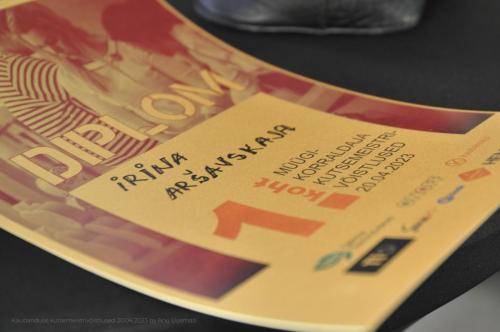 DIPLOM
IRINA
ARŠAVSKAJA
MÜÜGI-
KORRALDAJA
KUTSEMEISTRI-
VÕISTLUSED
20.04.2023
1. KOHT